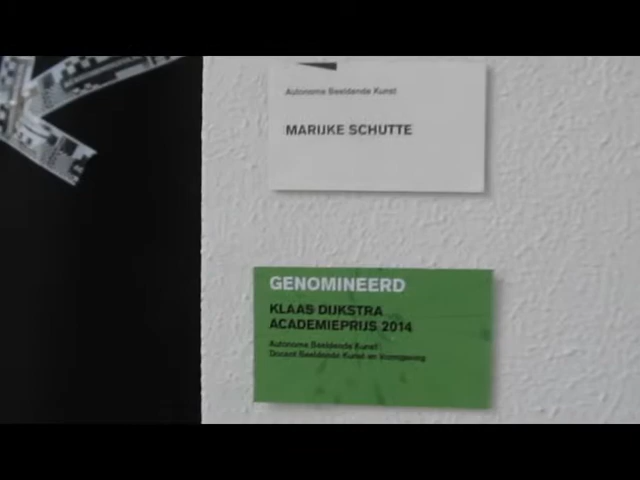 Autonome Beeldende Kunst
MARIJKE SCHUTTE
GENOMINEERD
KLAAS DIJKSTRA
ACADEMIEPRIJS 2014
Autonome Beeldende Kunst
Docent Beeldende Kunst en Vormgeving